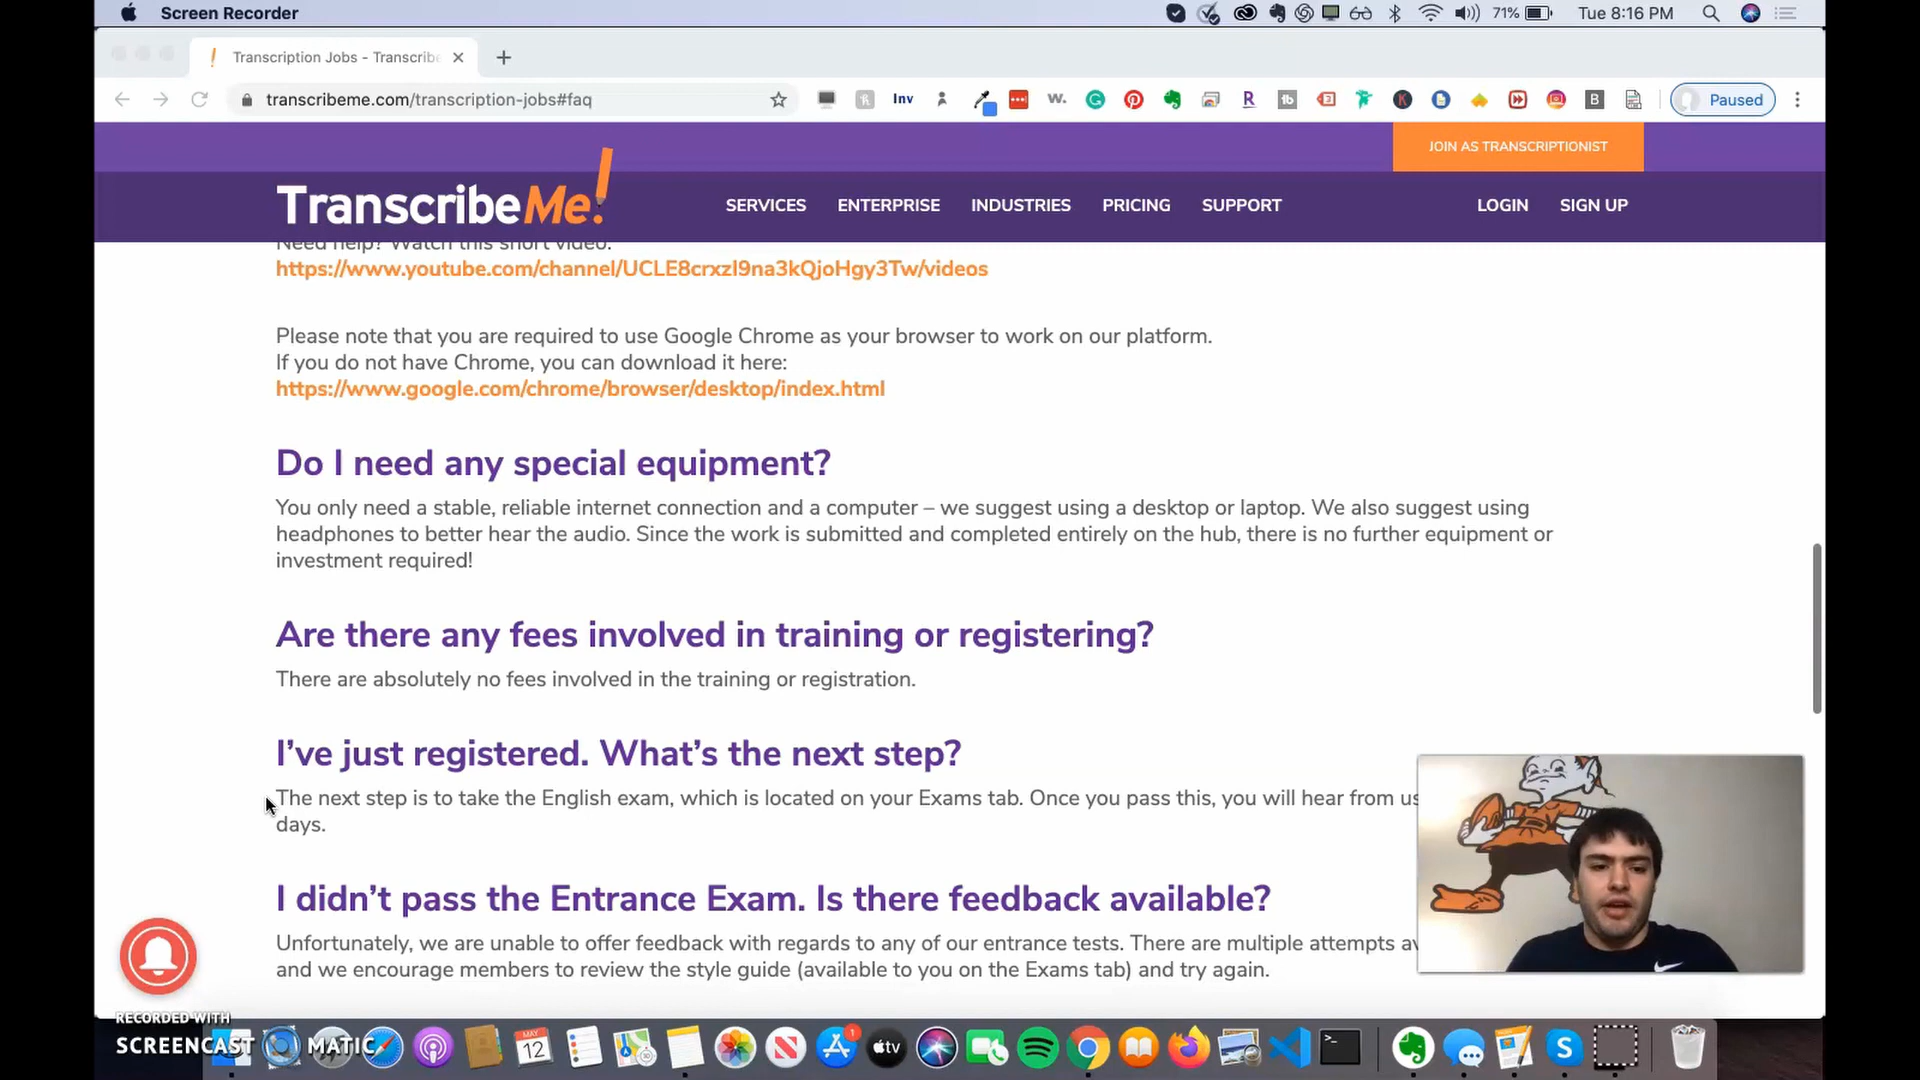 Screen Recorder
71%
Tue 8:16 PM
Transcription Jobs - Transcribe
transcribeme.com/transcription-jobs#faq
Inv
w.
Paused
JOIN AS TRANSCRIPTIONIST
TranscribeMe!
SERVICES
ENTERPRISE
INDUSTRIES
PRICING
SUPPORT
LOGIN
SIGN UP
Need help? Watch this short video:
https://www.youtube.com/channel/UCLE8crxzI9na3kQjoHgy3Tw/videos
Please note that you are required to use Google Chrome as your browser to work on our platform.
If you do not have Chrome, you can download it here:
https://www.google.com/chrome/browser/desktop/index.html
Do I need any special equipment?
You only need a stable, reliable internet connection and a computer – we suggest using a desktop or laptop. We also suggest using
headphones to better hear the audio. Since the work is submitted and completed entirely on the hub, there is no further equipment or
investment required!
Are there any fees involved in training or registering?
There are absolutely no fees involved in the training or registration.
I’ve just registered. What’s the next step?
The next step is to take the English exam, which is located on your Exams tab. Once you pass this, you will hear from us
days.
I didn’t pass the Entrance Exam. Is there feedback available?
Unfortunately, we are unable to offer feedback with regards to any of our entrance tests. There are multiple attempts av
and we encourage members to review the style guide (available to you on the Exams tab) and try again.
RECORDED WITH
SCREENCAST MATIC
MAY
12
1
tv